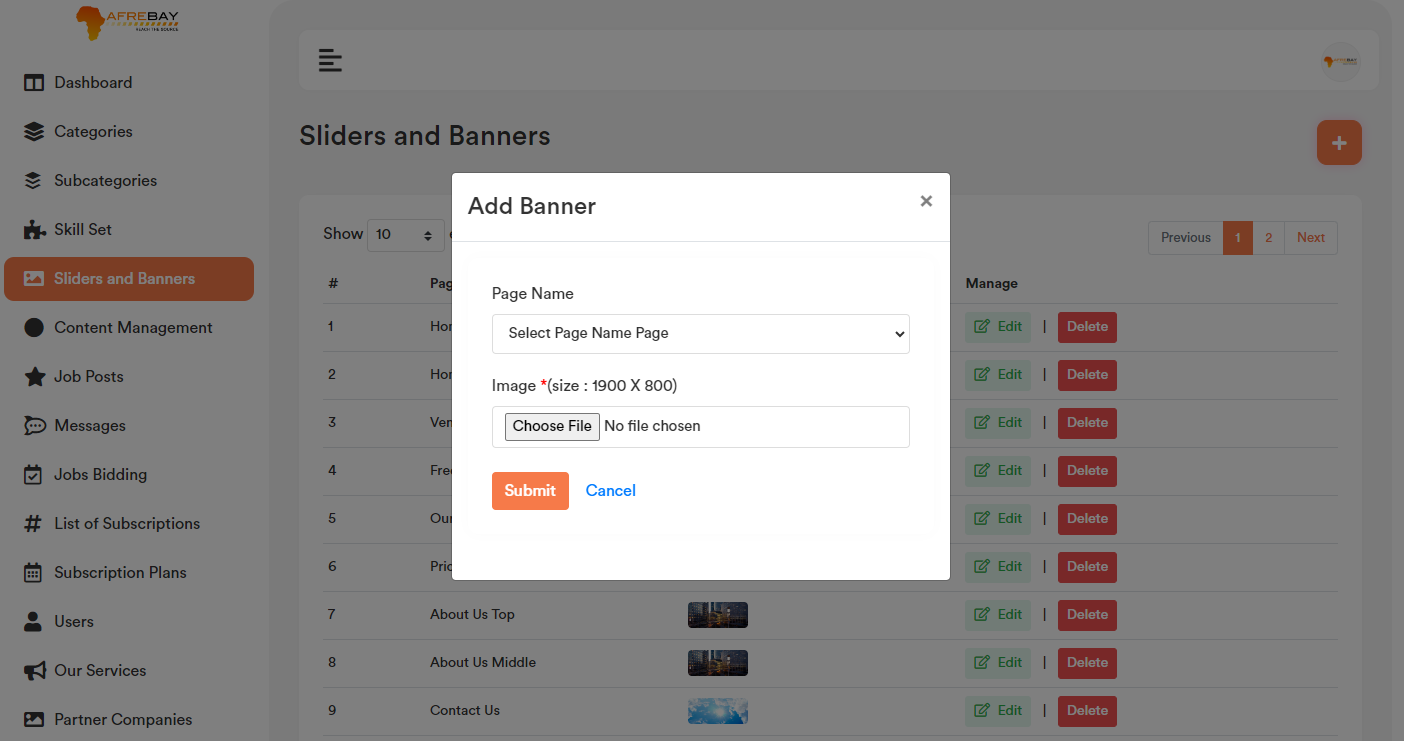 AFREBAY
REACH THE SOURCE
Dashboard
Categories
Subcategories
Skill Set
Sliders and Banners
Content Management
Job Posts
Messages
Jobs Bidding
List of Subscriptions
Subscription Plans
Users
Our Services
Partner Companies
Sliders and Banners
+
Show 10
Previous 1 2 Next
# Manage
1 Edit | Delete
2 Edit | Delete
3 Edit | Delete
4 Edit | Delete
5 Edit | Delete
6 Edit | Delete
7 About Us Top Edit | Delete
8 About Us Middle Edit | Delete
9 Contact Us Edit | Delete
Add Banner ×
Page Name
Select Page Name Page
Image *(size : 1900 X 800)
Choose File No file chosen
Submit Cancel